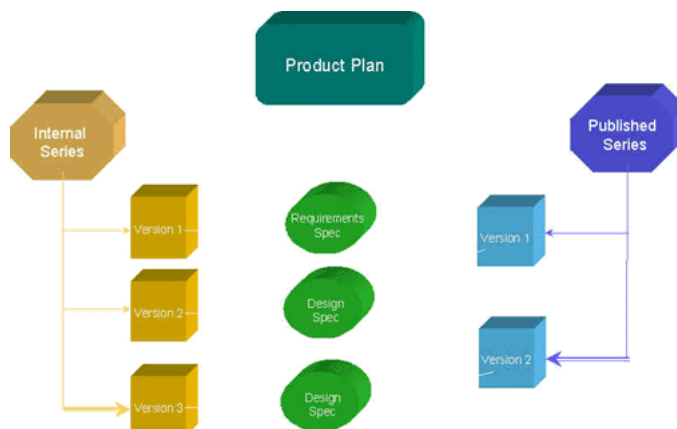 Product Plan
Internal
Series
Published
Series
Version 1
Requirements
Spec
Version 1
Version 2
Design
Spec
Version 2
Version 3
Design
Spec